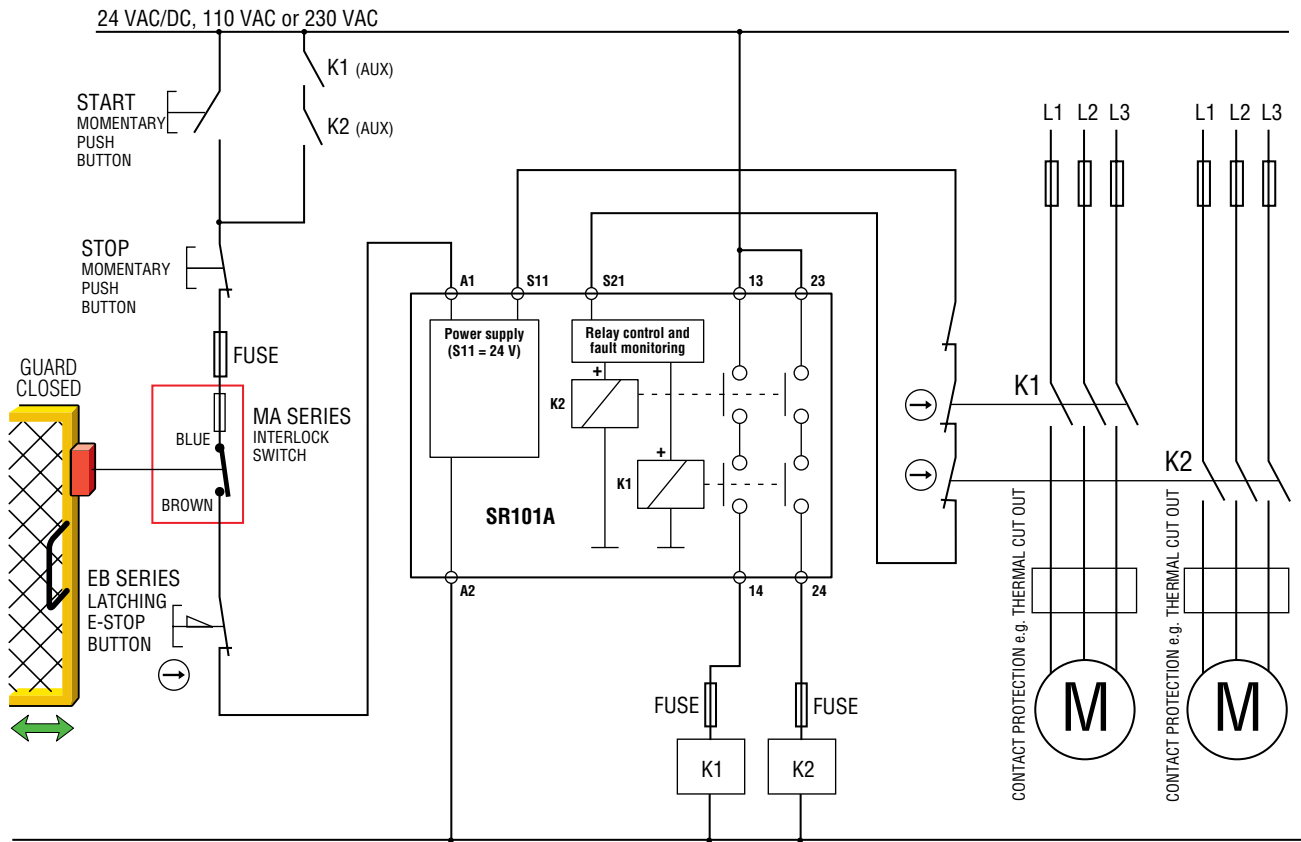 24 VAC/DC, 110 VAC or 230 VAC
K1 (AUX)
K2 (AUX)
START
MOMENTARY
PUSH
BUTTON
L1 L2 L3
L1 L2 L3
STOP
MOMENTARY
PUSH
BUTTON
FUSE
GUARD
CLOSED
MA SERIES
INTERLOCK
SWITCH
BLUE
BROWN
EB SERIES
LATCHING
E-STOP
BUTTON
A1
S11
S21
13
23
Power supply
(S11 = 24 V)
Relay control and
fault monitoring
+
K2
+
K1
SR101A
A2
14
24
FUSE
FUSE
K1
K2
K1
K2
CONTACT PROTECTION e.g. THERMAL CUT OUT
CONTACT PROTECTION e.g. THERMAL CUT OUT
M
M